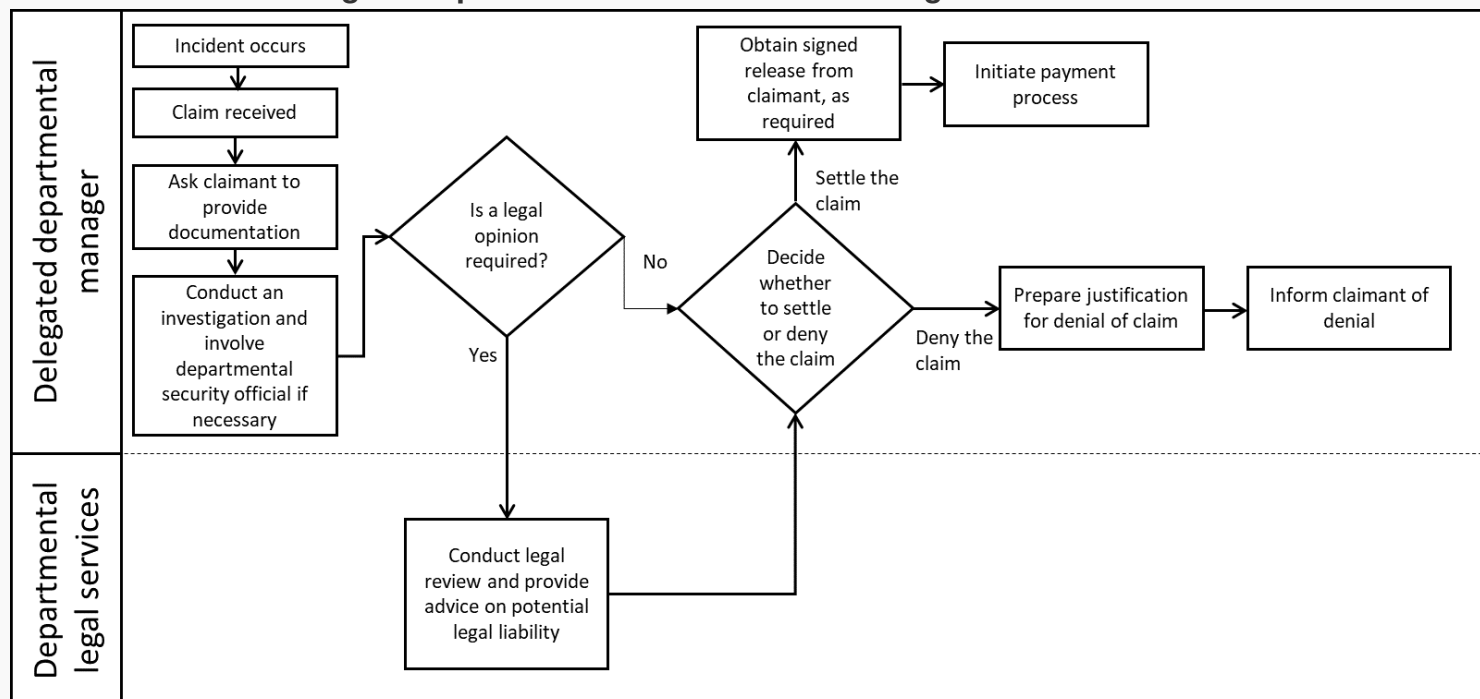 Delegated departmental
manager
Incident occurs
Claim received
Ask claimant to
provide
documentation
Conduct an
investigation and
involve
departmental
security official if
necessary
Is a legal
opinion
required?
No
Yes
Decide
whether
to settle
or deny
the claim
Settle the
claim
Obtain signed
release from
claimant, as
required
Initiate payment
process
Deny the
claim
Prepare justification
for denial of claim
Inform claimant of
denial
Departmental
legal services
Conduct legal
review and provide
advice on potential
legal liability